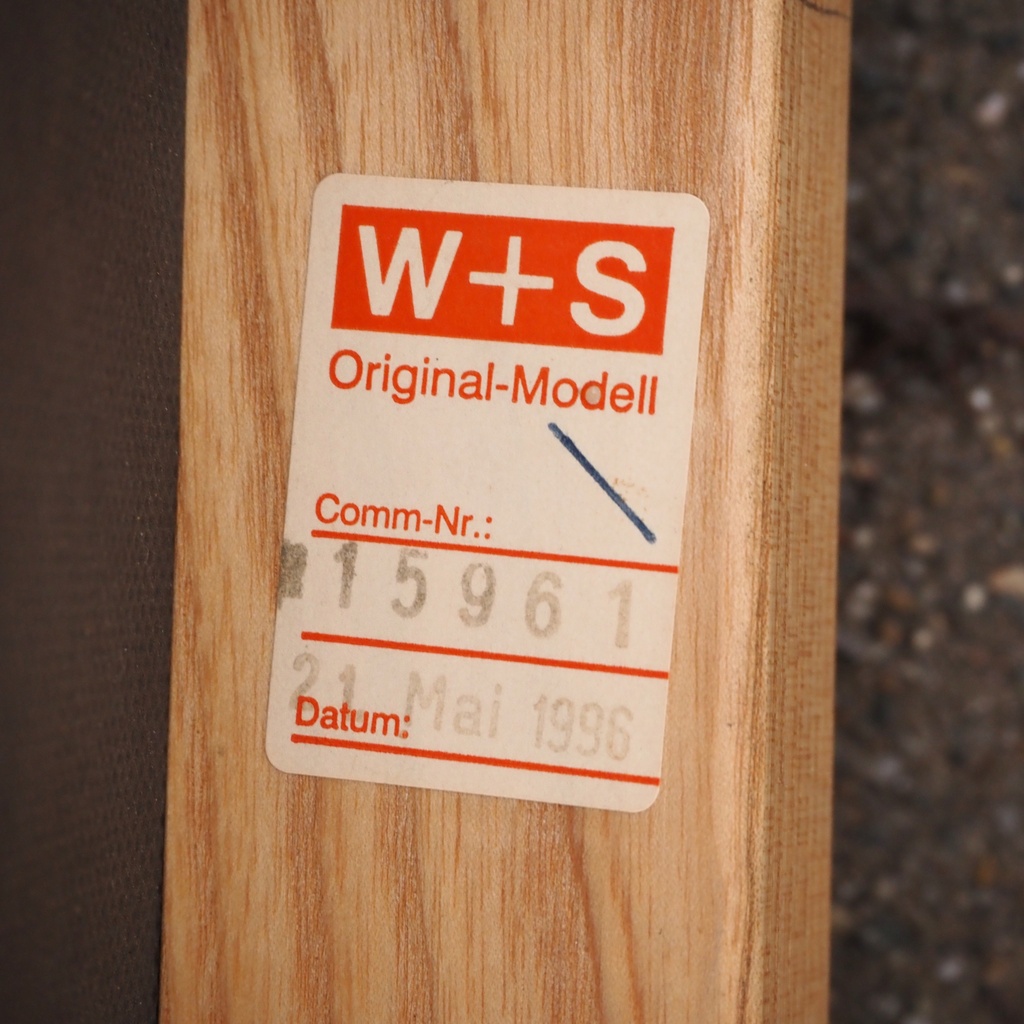 W+S
Original-Modell
Comm-Nr.:
15961
21. Mai 1996
Datum: